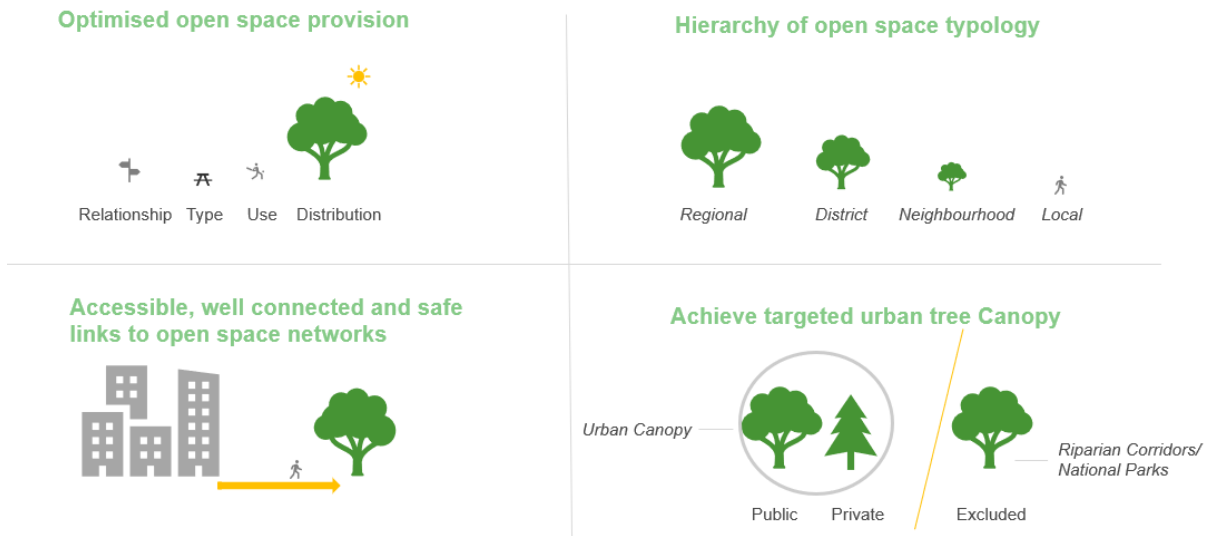 Optimised open space provision
Relationship Type Use Distribution
Hierarchy of open space typology
Regional District Neighbourhood Local
Accessible, well connected and safe
links to open space networks
Achieve targeted urban tree Canopy
Urban Canopy
Riparian Corridors/
National Parks
Public Private Excluded